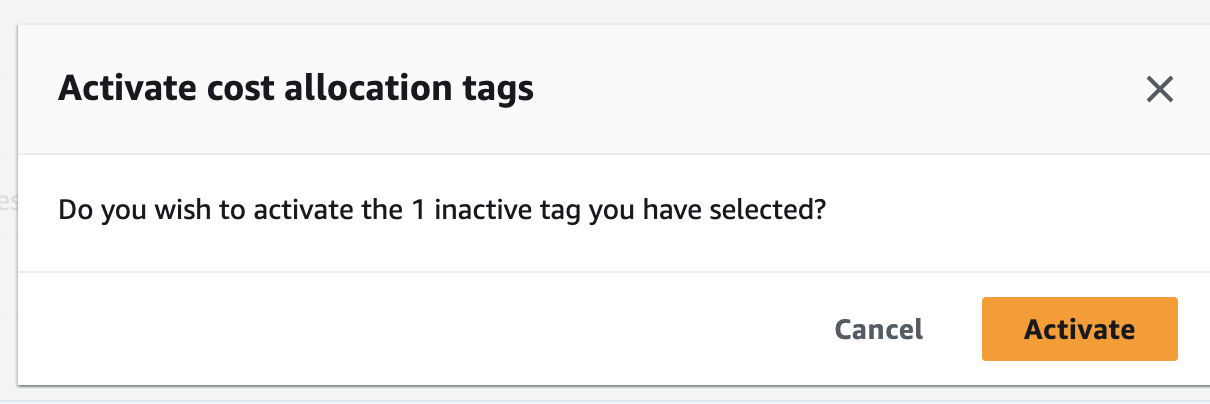 Activate cost allocation tags
Do you wish to activate the 1 inactive tag you have selected?
Cancel
Activate